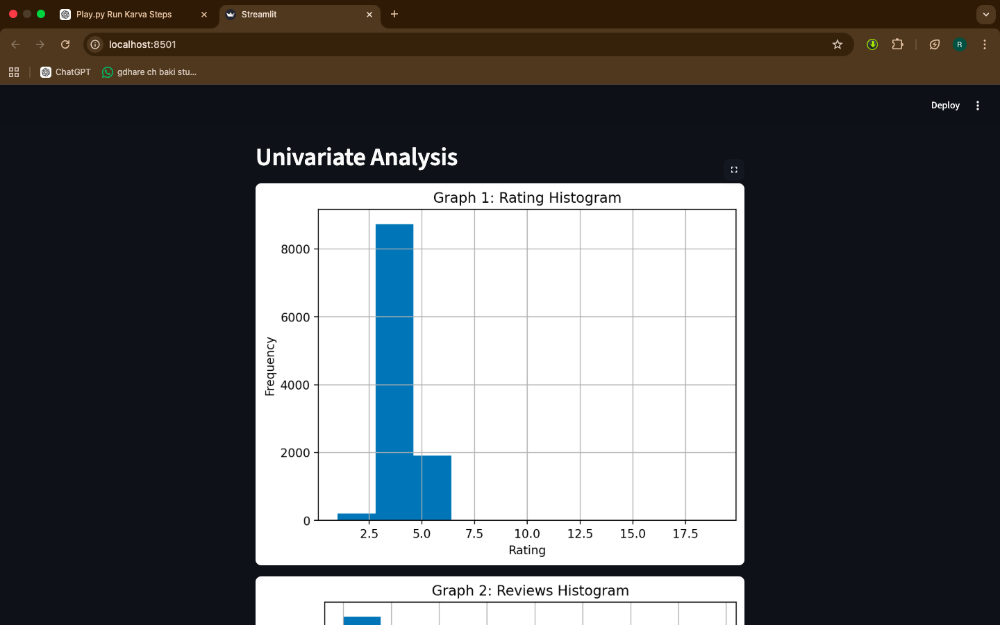 Play.py Run Karva Steps
Streamlit
localhost:8501
R
ChatGPT
gdhare ch baki stu...
Deploy
Univariate Analysis
Graph 1: Rating Histogram
8000
6000
4000
2000
0
Frequency
2.5 5.0 7.5 10.0 12.5 15.0 17.5
Rating
Graph 2: Reviews Histogram